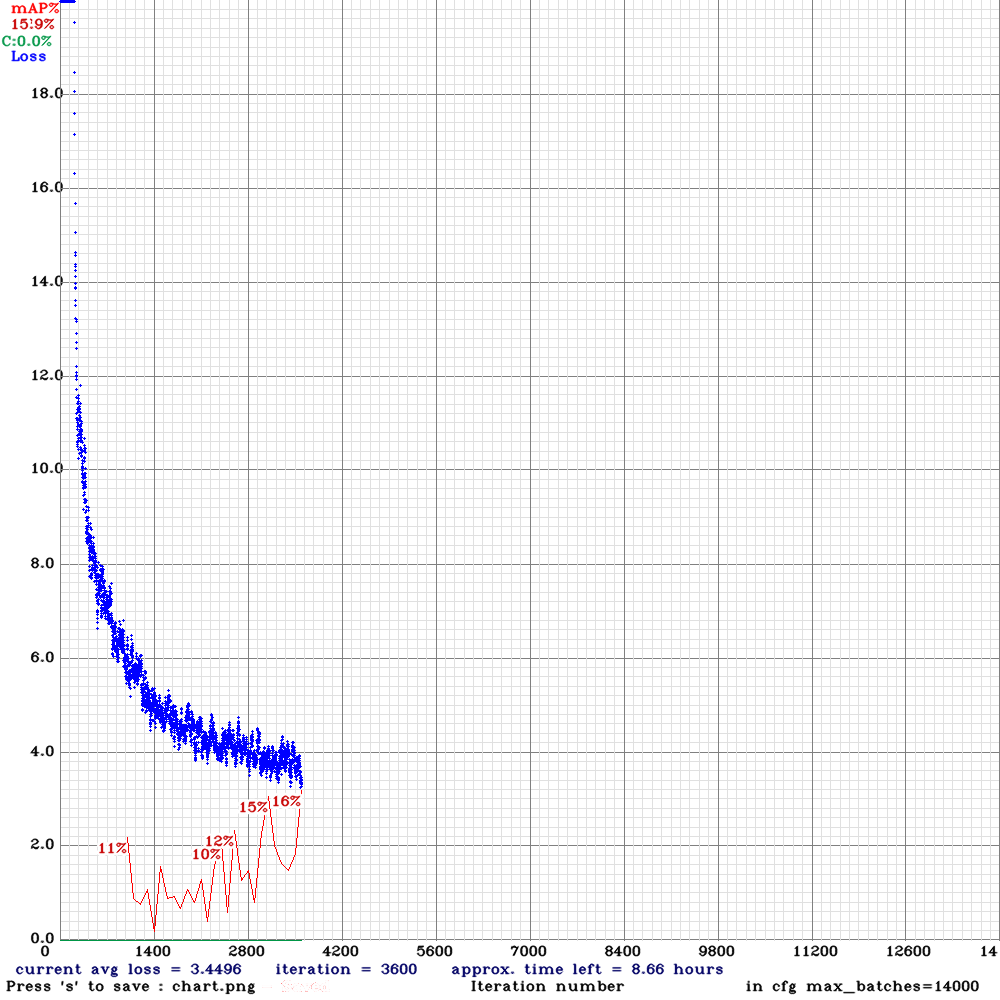 mAP%
15.9%
C:0.0%
Loss
18.0
16.0
14.0
12.0
10.0
8.0
6.0
4.0
2.0
0.0
11%
10%
12%
15%
16%
0 1400 2800 4200 5600 7000 8400 9800 11200 12600 14
current avg loss = 3.4496 iteration = 3600 approx. time left = 8.66 hours
Press 's' to save : chart.png Iteration number in cfg max_batches=14000